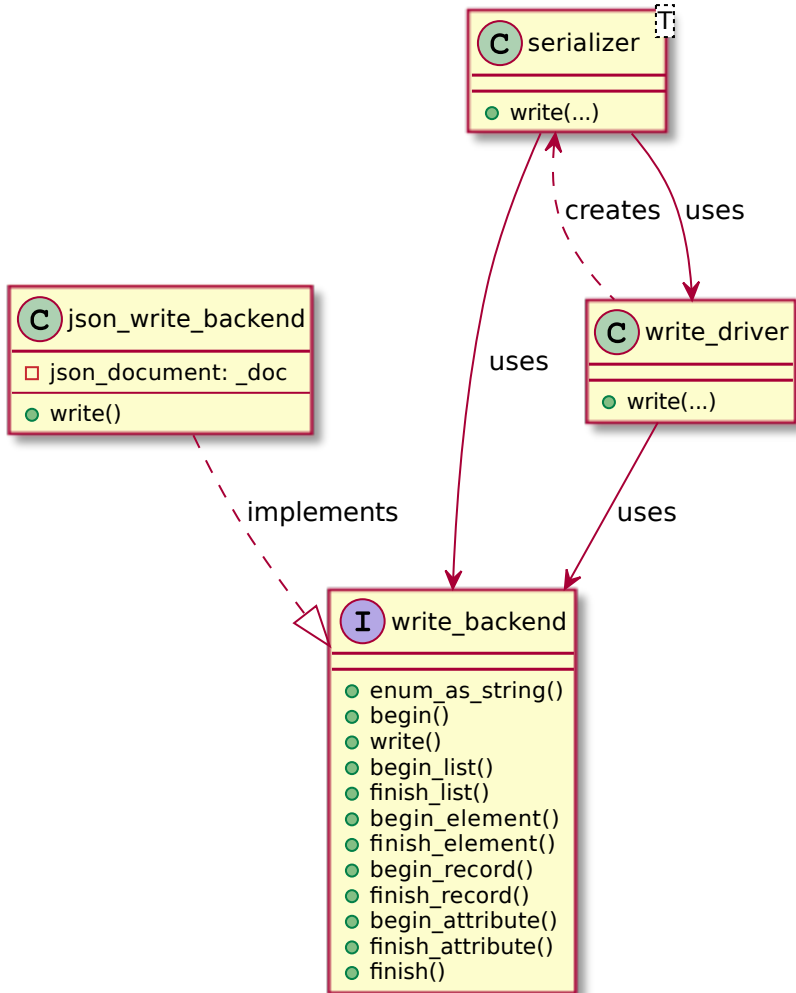 T
C serializer
write(...)
creates
uses
C json_write_backend
json_document: _doc
write()
uses
C write_driver
write(...)
implements
uses
I write_backend
enum_as_string()
begin()
write()
begin_list()
finish_list()
begin_element()
finish_element()
begin_record()
finish_record()
begin_attribute()
finish_attribute()
finish()